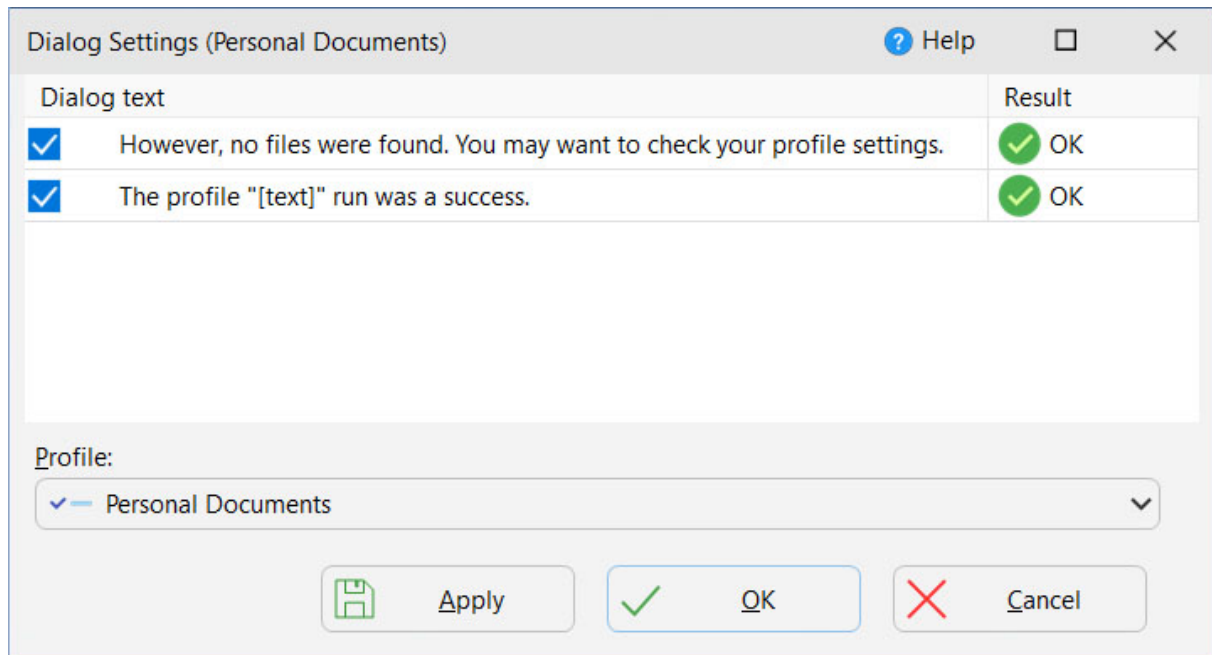 Dialog Settings (Personal Documents) ? Help
Dialog text Result
However, no files were found. You may want to check your profile settings. OK
The profile "[text]" run was a success. OK
Profile:
Personal Documents
Apply OK Cancel